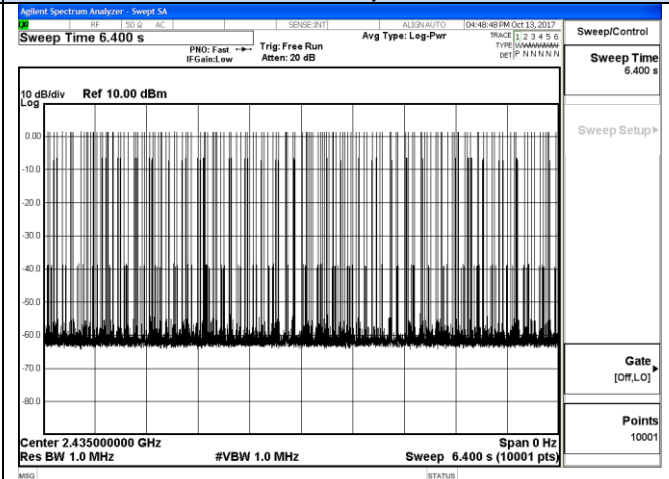 Agilent Spectrum Analyzer - Swept SA
RF 50 Ω AC SENSE:INT ALIGN AUTO 04:48:48 PM Oct 13, 2017
Sweep Time 6.400 s
PNO: Fast Trig: Free Run Avg Type: Log-Pwr TRACE 1 2 3 4 5 6
IFGain:Low Atten: 20 dB TYPE
DET P N N N N N
10 dB/div Ref 10.00 dBm
Log
0.00
-10.0
-20.0
-30.0
-40.0
-50.0
-60.0
-70.0
-80.0
Center 2.435000000 GHz Span 0 Hz
Res BW 1.0 MHz #VBW 1.0 MHz Sweep 6.400 s (10001 pts)
MSG STATUS
Sweep/Control
Sweep Time
6.400 s
Sweep Setup
Gate
[Off,LO]
Points
10001